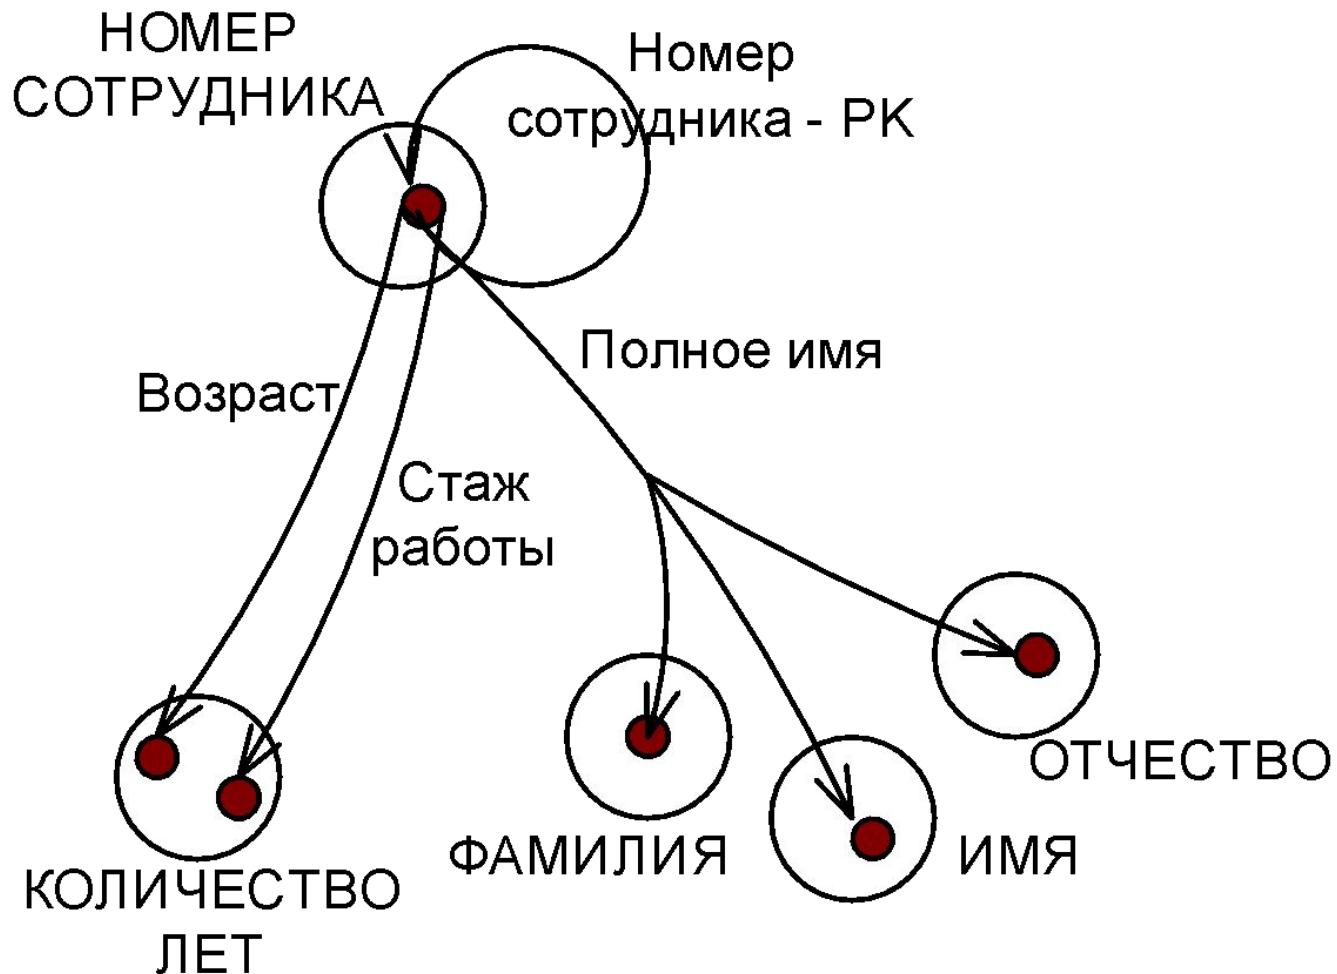 НОМЕР
СОТРУДНИКА
Номер
сотрудника - PK
Полное имя
Возраст
Стаж
работы
ОТЧЕСТВО
ФАМИЛИЯ
ИМЯ
КОЛИЧЕСТВО
ЛЕТ